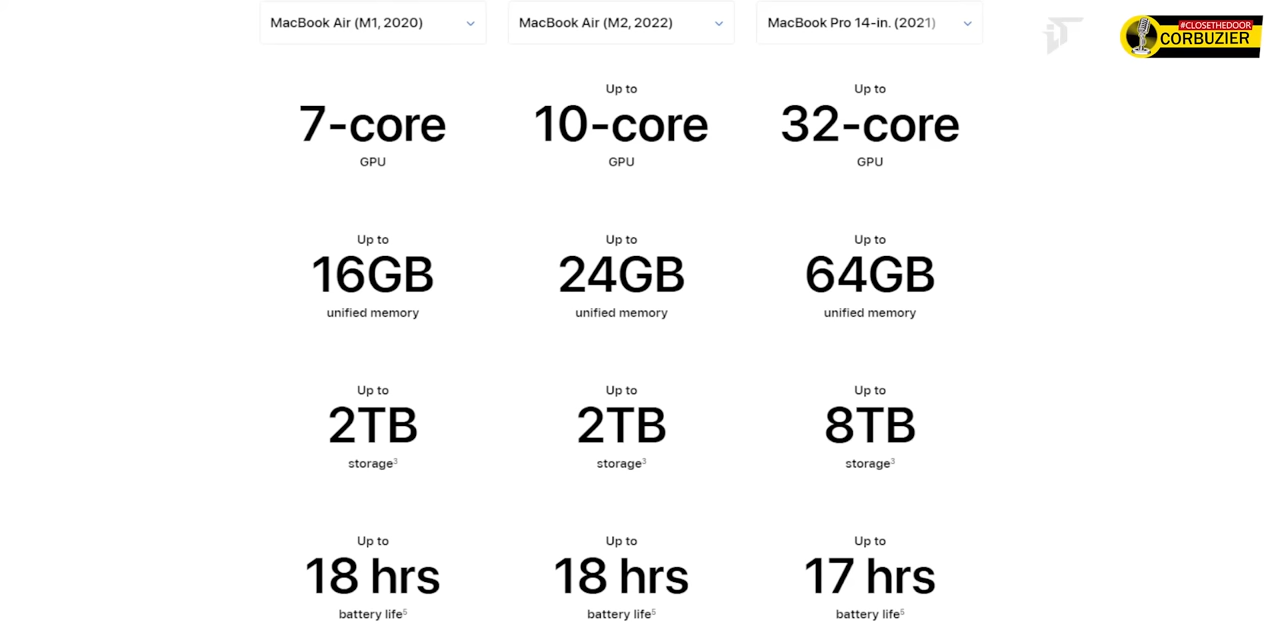 MacBook Air (M1, 2020)
MacBook Air (M2, 2022)
MacBook Pro 14-in. (2021)
#CLOSETHEDOOR
CORBUZIER
7-core
GPU
Up to
10-core
GPU
Up to
32-core
GPU
Up to
16GB
unified memory
Up to
24GB
unified memory
Up to
64GB
unified memory
Up to
2TB
storage3
Up to
2TB
storage3
Up to
8TB
storage3
Up to
18 hrs
battery life5
Up to
18 hrs
battery life5
Up to
17 hrs
battery life5